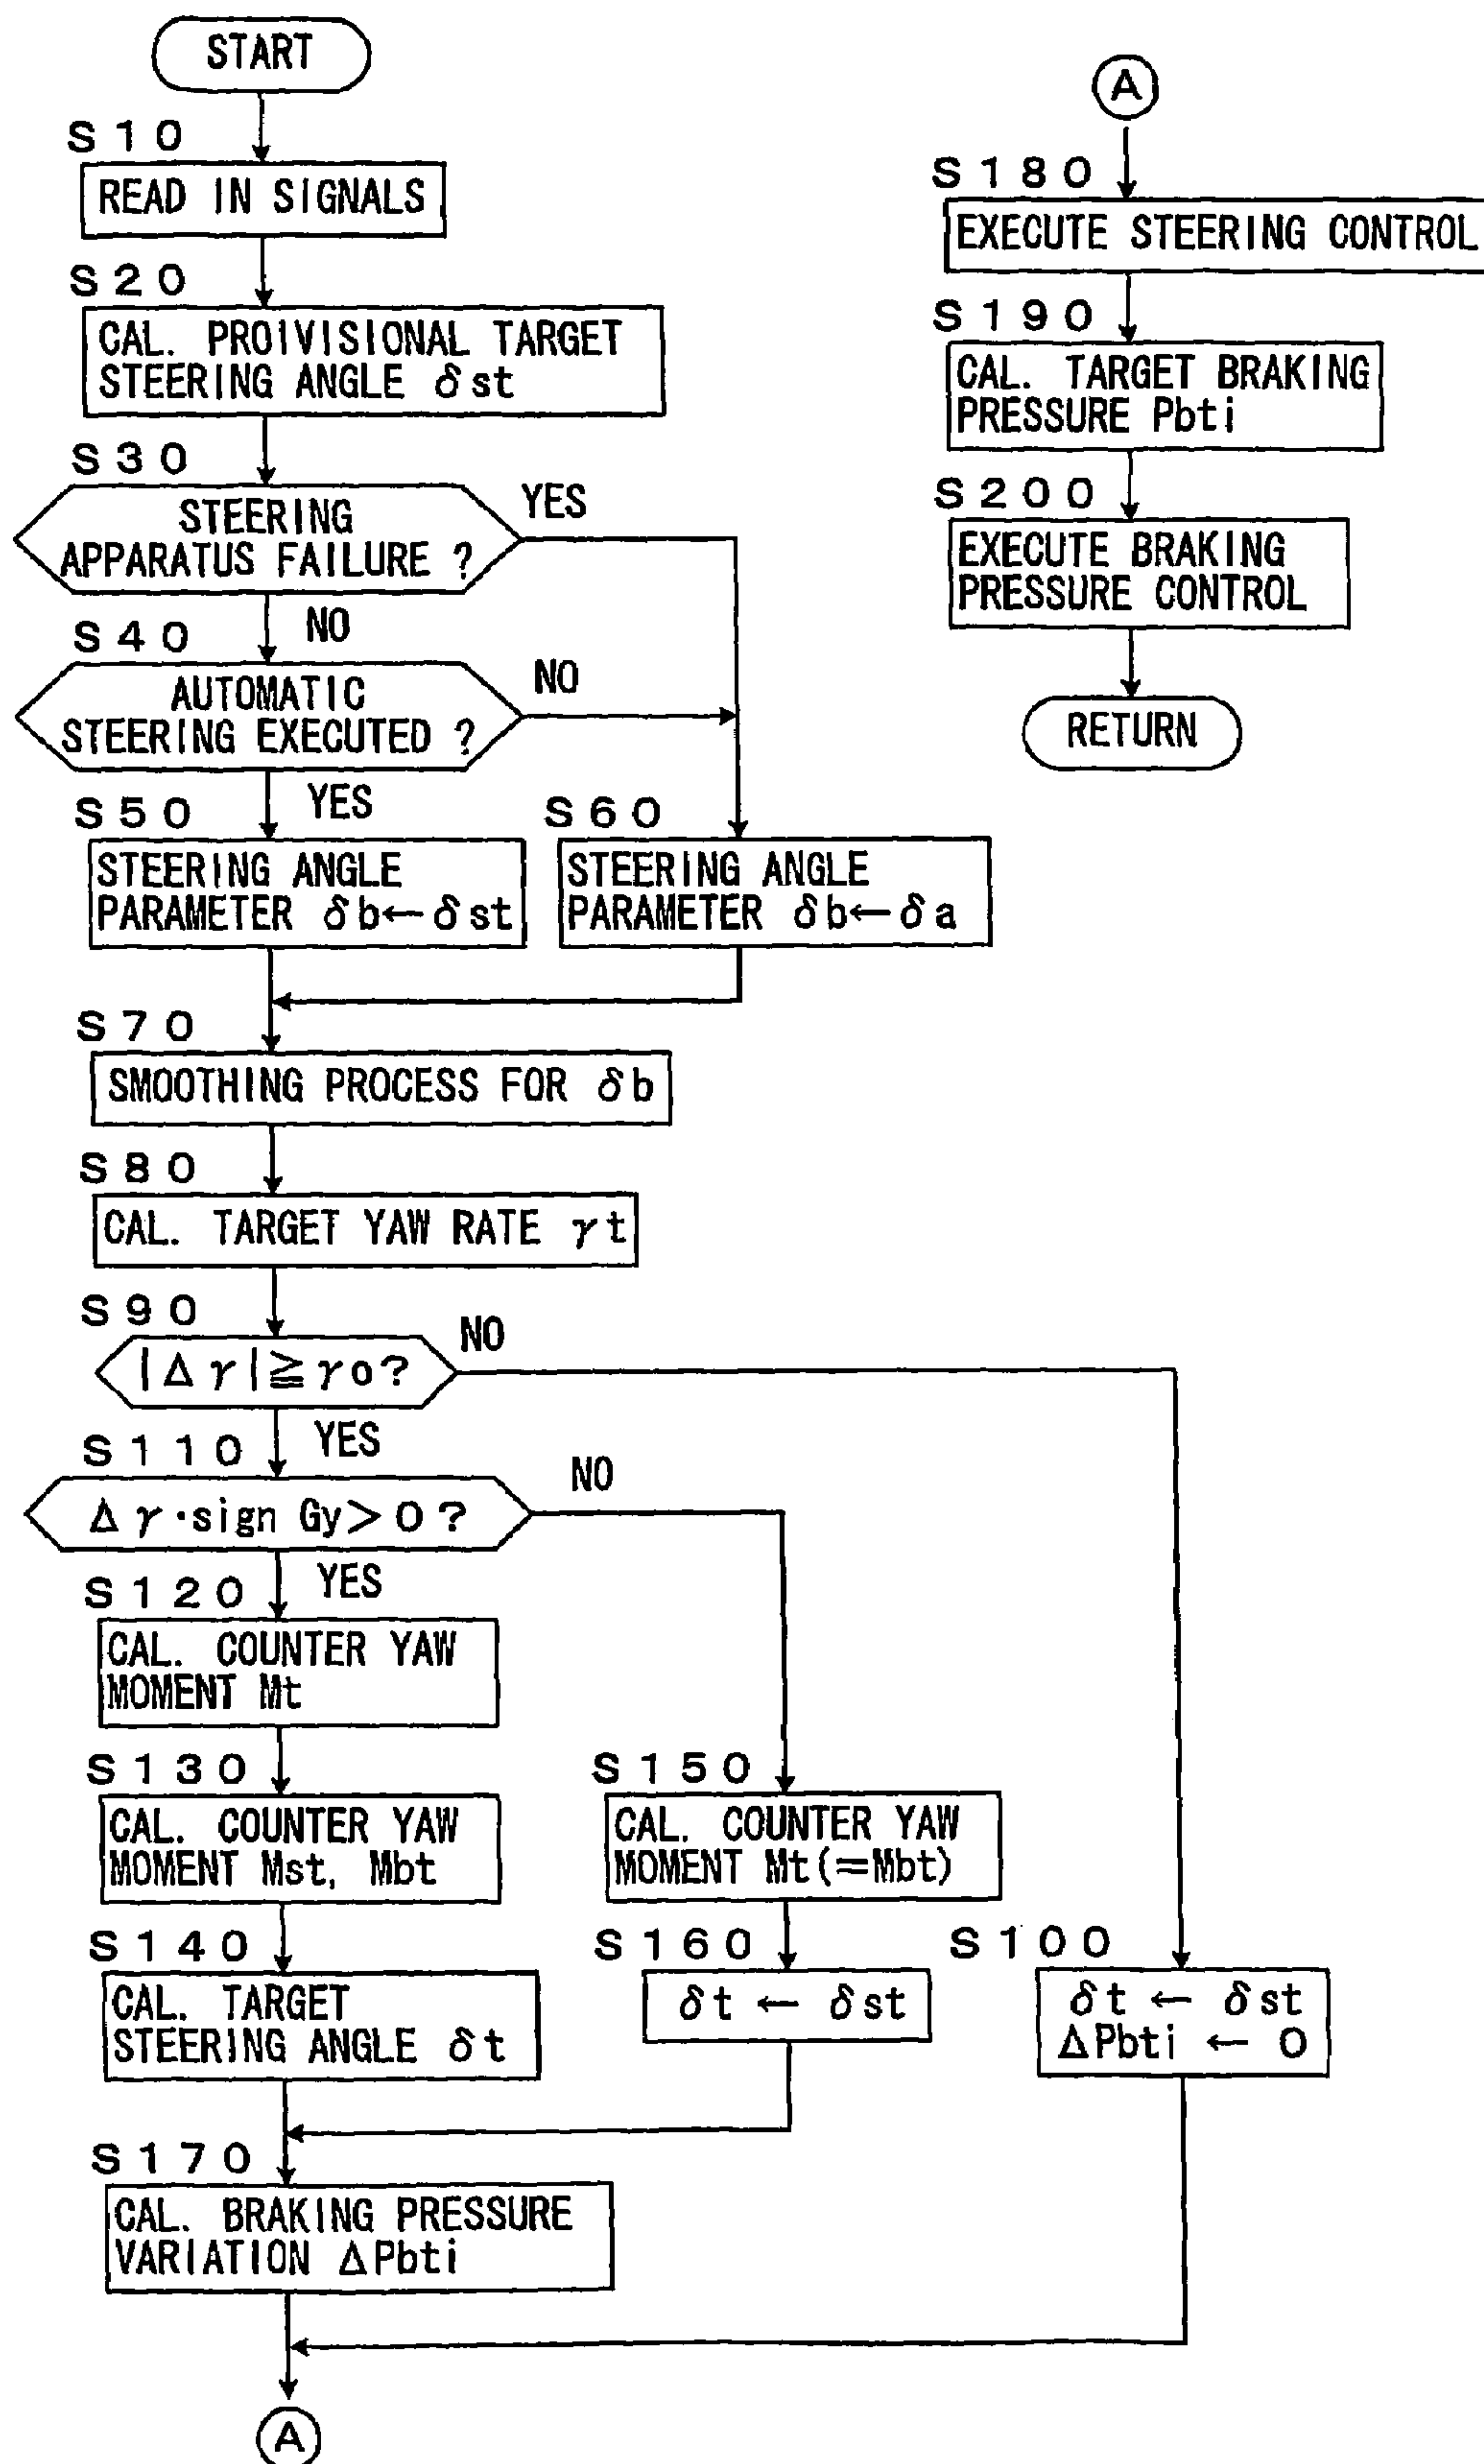 START
S10
READ IN SIGNALS
S20
CAL. PROIVISIONAL TARGET
STEERING ANGLE δst
S30
STEERING
APPARATUS FAILURE ?
YES
NO
S40
AUTOMATIC
STEERING EXECUTED ?
NO
YES
S50
STEERING ANGLE
PARAMETER δb←δst
S60
STEERING ANGLE
PARAMETER δb←δa
S70
SMOOTHING PROCESS FOR δb
S80
CAL. TARGET YAW RATE γt
S90
|Δγ|≧γo?
NO
YES
S110
Δγ·sign Gy>0?
NO
YES
S120
CAL. COUNTER YAW
MOMENT Mt
S130
CAL. COUNTER YAW
MOMENT Mst, Mbt
S140
CAL. TARGET
STEERING ANGLE δt
S150
CAL. COUNTER YAW
MOMENT Mt(=Mbt)
S160
δt ← δst
S100
δt ← δst
ΔPbti ← 0
S170
CAL. BRAKING PRESSURE
VARIATION ΔPbti
A
A
S180
EXECUTE STEERING CONTROL
S190
CAL. TARGET BRAKING
PRESSURE Pbti
S200
EXECUTE BRAKING
PRESSURE CONTROL
RETURN